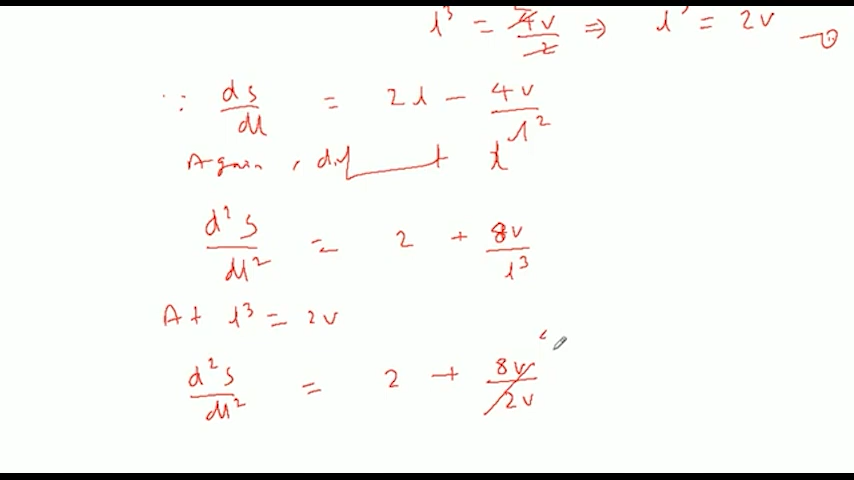 l³ = 4v/2 ⇒ l³ = 2v
∵ ds/dl = 2l − 4v/l²
Again, diff l
d²s/dl² = 2 + 8v/l³
At l³ = 2v
d²s/dl² = 2 + 8v/2v 4